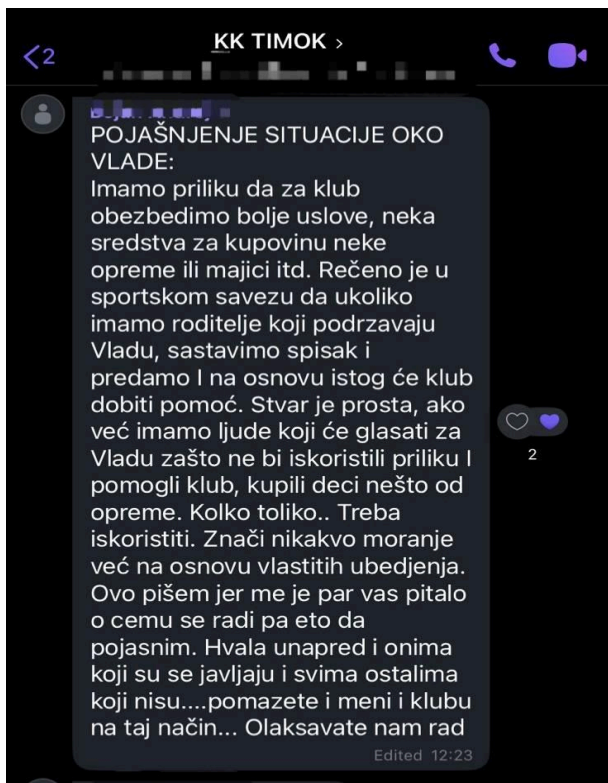 2
KK TIMOK >
POJAŠNJENJE SITUACIJE OKO
VLADE:
Imamo priliku da za klub
obezbedimo bolje uslove, neka
sredstva za kupovinu neke
opreme ili majici itd. Rečeno je u
sportskom savezu da ukoliko
imamo roditelje koji podrzavaju
Vladu, sastavimo spisak i
predamo I na osnovu istog će klub
dobiti pomoć. Stvar je prosta, ako
već imamo ljude koji će glasati za
Vladu zašto ne bi iskoristili priliku I
pomogli klub, kupili deci nešto od
opreme. Kolko toliko.. Treba
iskoristiti. Znači nikakvo moranje
već na osnovu vlastitih ubedjenja.
Ovo pišem jer me je par vas pitalo
o cemu se radi pa eto da
pojasnim. Hvala unapred i onima
koji su se javljaju i svima ostalima
koji nisu....pomazete i meni i klubu
na taj način... Olaksavate nam rad
Edited 12:23
2